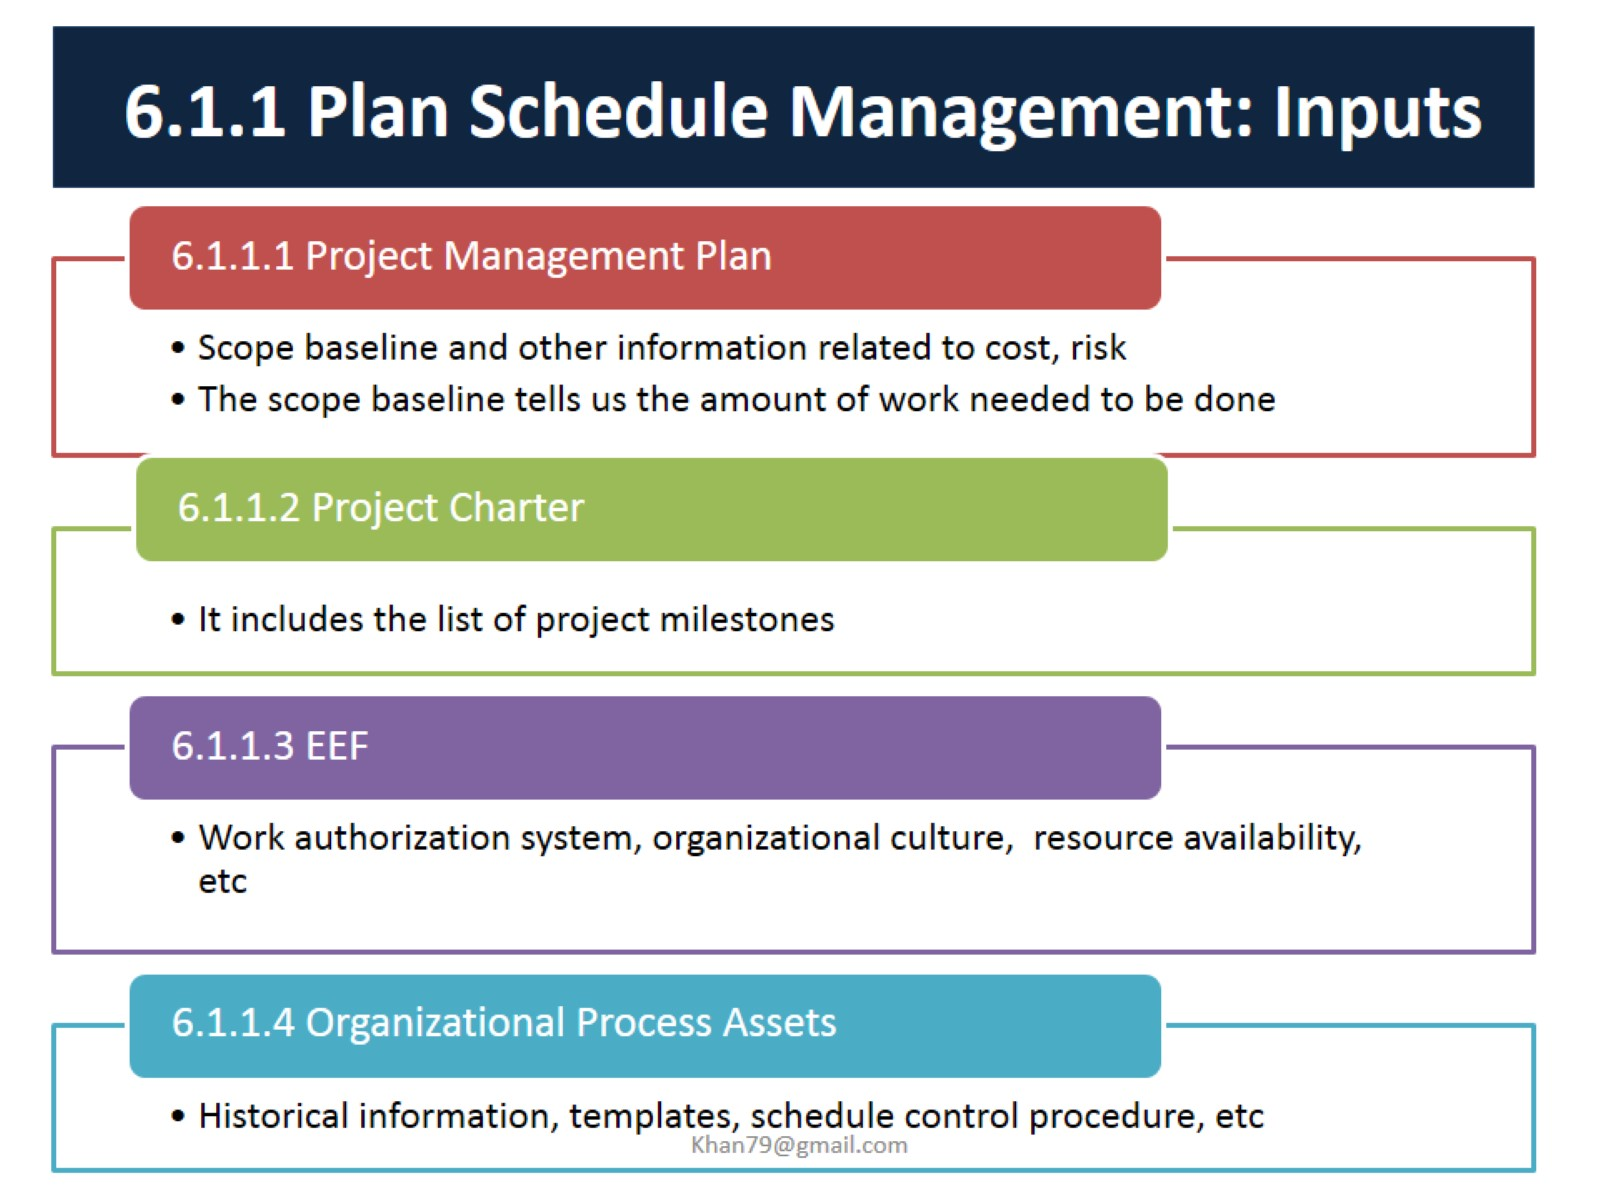 6.1.1 Plan Schedule Management: Inputs
6.1.1.1 Project Management Plan
• Scope baseline and other information related to cost, risk
• The scope baseline tells us the amount of work needed to be done
6.1.1.2 Project Charter
• It includes the list of project milestones
6.1.1.3 EEF
• Work authorization system, organizational culture,  resource availability,
etc
6.1.1.4 Organizational Process Assets
• Historical information, templates, schedule control procedure, etc
Khan79@gmail.com